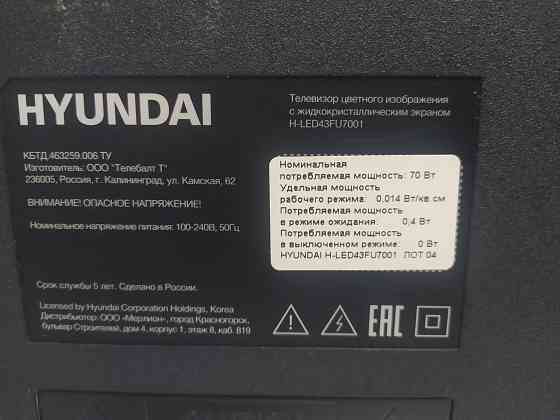 HYUNDAI
Телевизор цветного изображения
с жидкокристаллическим экраном
H-LED43FU7001
КБТД.463259.006 ТУ
Изготовитель: ООО "Телебалт Т"
236005, Россия, г. Калининград, ул. Камская, 62
ВНИМАНИЕ! ОПАСНОЕ НАПРЯЖЕНИЕ!
Номинальное напряжение питания: 100-240В, 50Гц
Номинальная
потребляемая мощность: 70 Вт
Удельная мощность
рабочего режима: 0,014 Вт/кв.см
Потребляемая мощность
в режиме ожидания: 0,4 Вт
Потребляемая мощность
в выключенном режиме: 0 Вт
HYUNDAI H-LED43FU7001 ЛОТ 04
Срок службы 5 лет. Сделано в России.
Licensed by Hyundai Corporation Holdings, Korea
Дистрибьютор: ООО «Мерлион», город Красногорск,
бульвар Строителей, дом 4, корпус 1, этаж 8, каб. 819
EAC